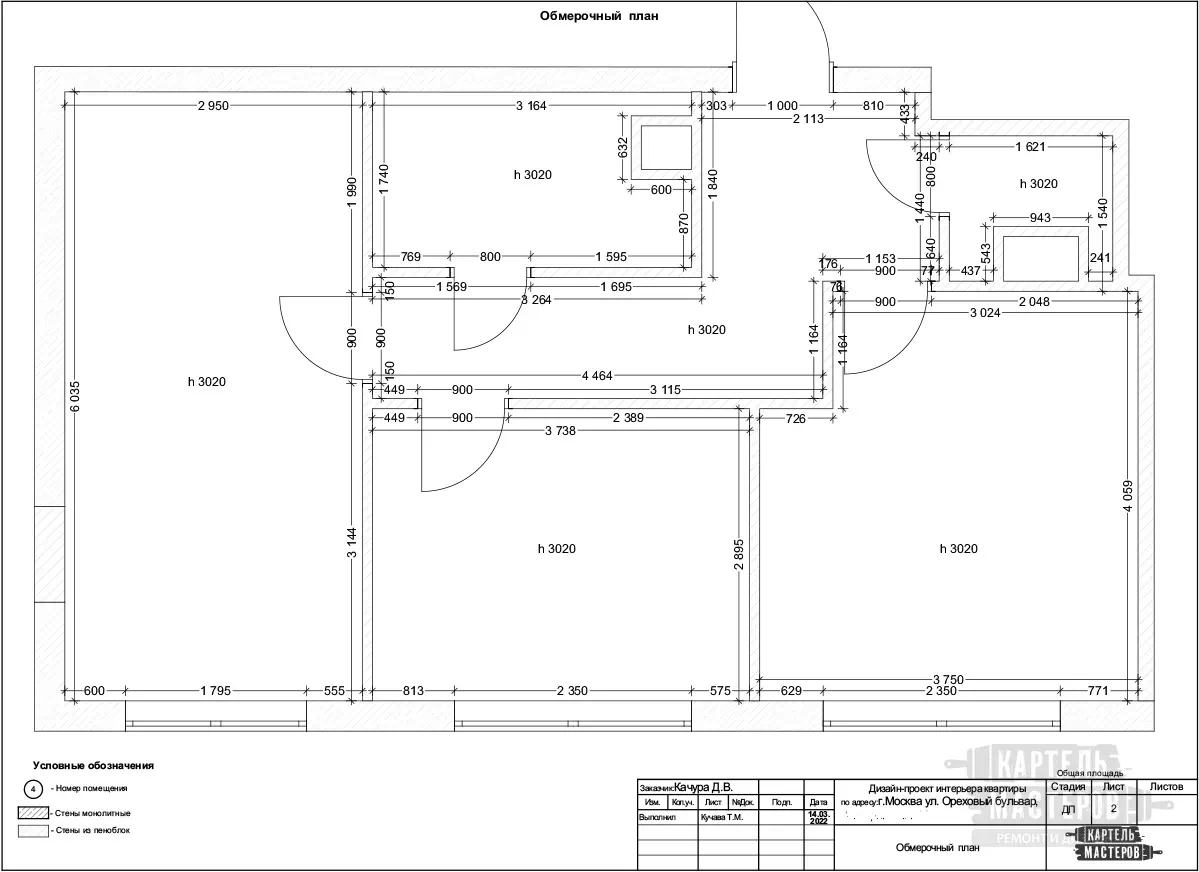 Обмерочный план
2 950
3 164
303
1 000
810
2 113
433
632
600
1 740
1 990
h 3020
1 840
870
240
1 621
800
h 3020
1 440
1 540
943
640
543
241
769
800
1 595
1 153
176
900
77
437
150
1 569
1 695
3 264
76
900
2 048
3 024
h 3020
900
900
1 164
1 164
150
4 464
449
900
3 115
h 3020
6 035
449
900
2 389
726
3 738
4 059
3 144
h 3020
2 895
h 3020
3 750
600
1 795
555
813
2 350
575
629
2 350
771
Условные обозначения
4 - Номер помещения
- Стены монолитные
- Стены из пеноблок
КАРТЕЛЬ
МАСТЕРОВ
Общая площадь
Заказчик: Качура Д.В.
Дизайн-проект интерьера квартиры
Стадия Лист Листов
Изм. Кол.уч. Лист №Док. Подп. Дата
по адресу: г.Москва ул. Ореховый бульвар,
ДП 2
Выполнил Кучава Т.М. 14.03.
2022
РЕМОНТ И Д
Обмерочный план
КАРТЕЛЬ
МАСТЕРОВ